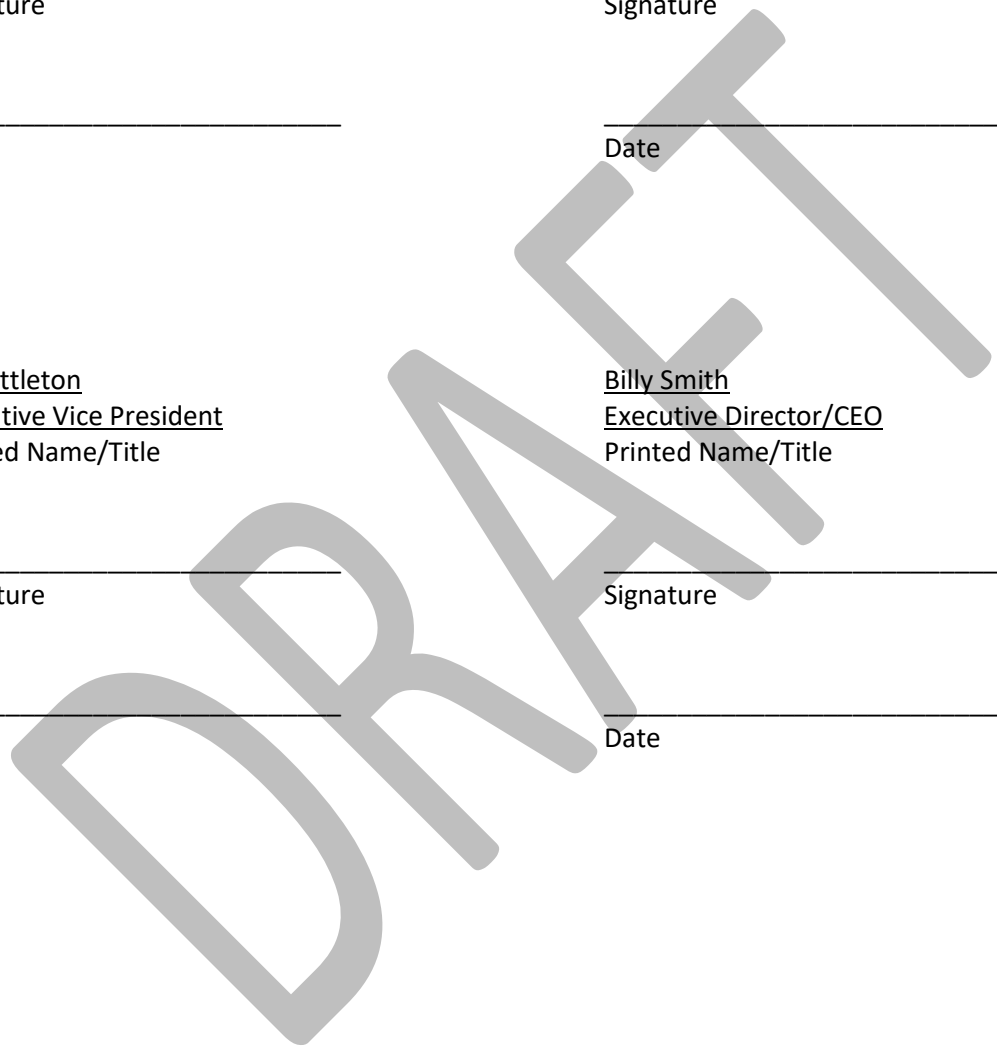 ture Signature
Date
ttleton Billy Smith
tive Vice President Executive Director/CEO
ed Name/Title Printed Name/Title
ture Signature
Date
DRAFT